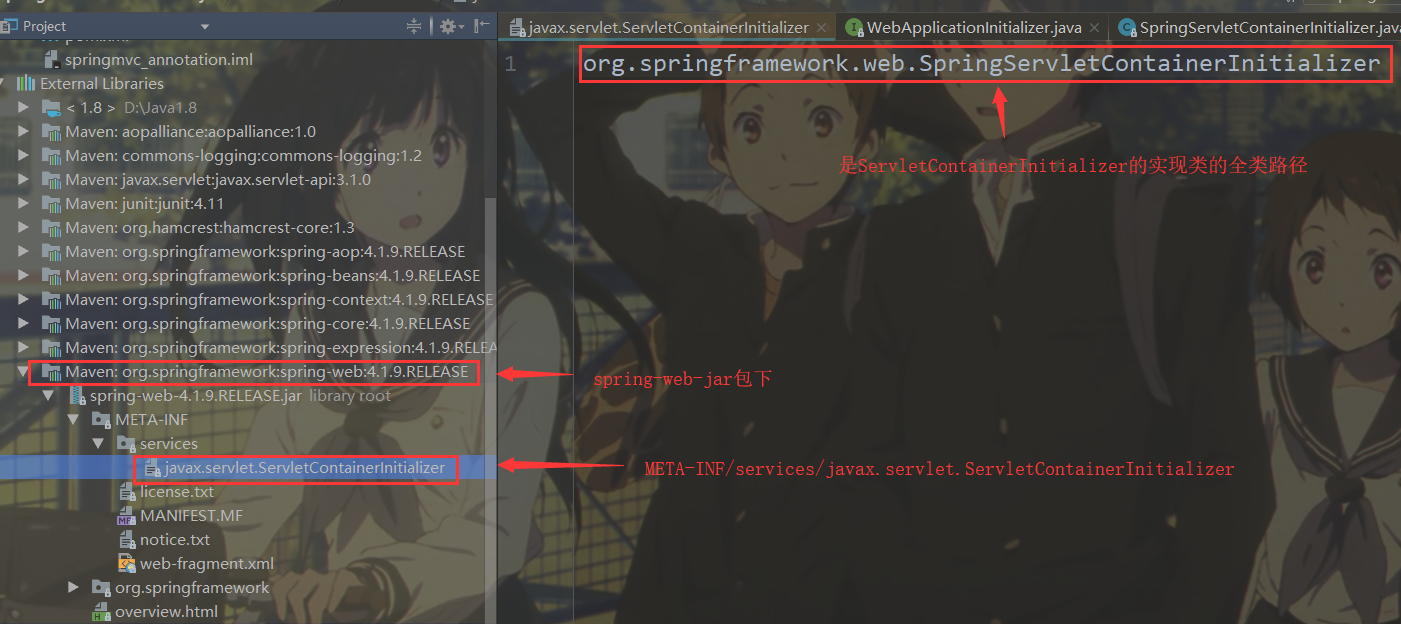 Project
javax.servlet.ServletContainerInitializer
WebApplicationInitializer.java
SpringServletContainerInitializer.java
springmvc_annotation.iml
External Libraries
< 1.8 > D:\Java1.8
Maven: aopalliance:aopalliance:1.0
Maven: commons-logging:commons-logging:1.2
Maven: javax.servlet:javax.servlet-api:3.1.0
Maven: junit:junit:4.11
Maven: org.hamcrest:hamcrest-core:1.3
Maven: org.springframework:spring-aop:4.1.9.RELEASE
Maven: org.springframework:spring-beans:4.1.9.RELEASE
Maven: org.springframework:spring-context:4.1.9.RELEASE
Maven: org.springframework:spring-core:4.1.9.RELEASE
Maven: org.springframework:spring-expression:4.1.9.RELEA
Maven: org.springframework:spring-web:4.1.9.RELEASE
spring-web-4.1.9.RELEASE.jar library root
META-INF
services
javax.servlet.ServletContainerInitializer
license.txt
MANIFEST.MF
notice.txt
web-fragment.xml
org.springframework
overview.html
1
org.springframework.web.SpringServletContainerInitializer
是ServletContainerInitializer的实现类的全类路径
spring-web-jar包下
META-INF/services/javax.servlet.ServletContainerInitializer